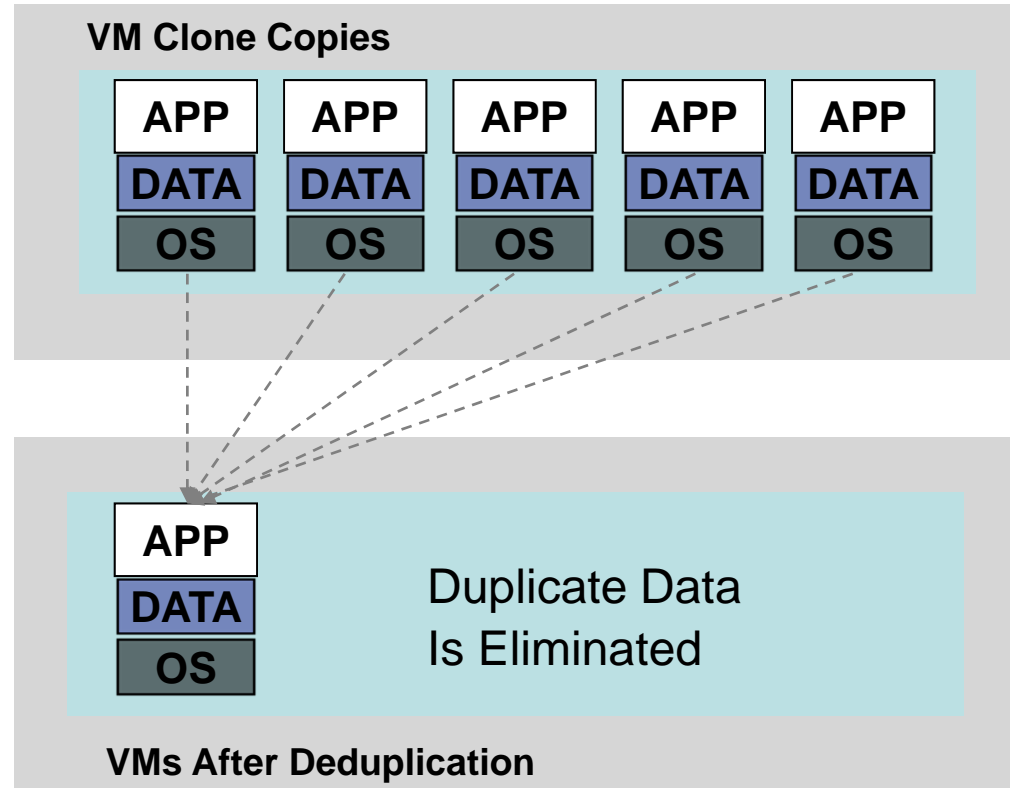 VM Clone Copies
APP APP APP APP APP
DATA DATA DATA DATA DATA
OS OS OS OS OS
APP
DATA
OS
Duplicate Data
Is Eliminated
VMs After Deduplication